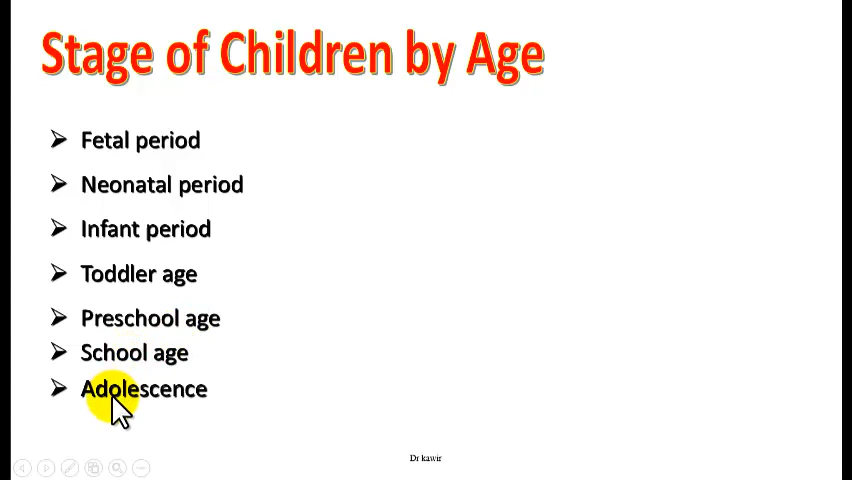 Stage of Children by Age
Fetal period
Neonatal period
Infant period
Toddler age
Preschool age
School age
Adolescence
Dr kawir